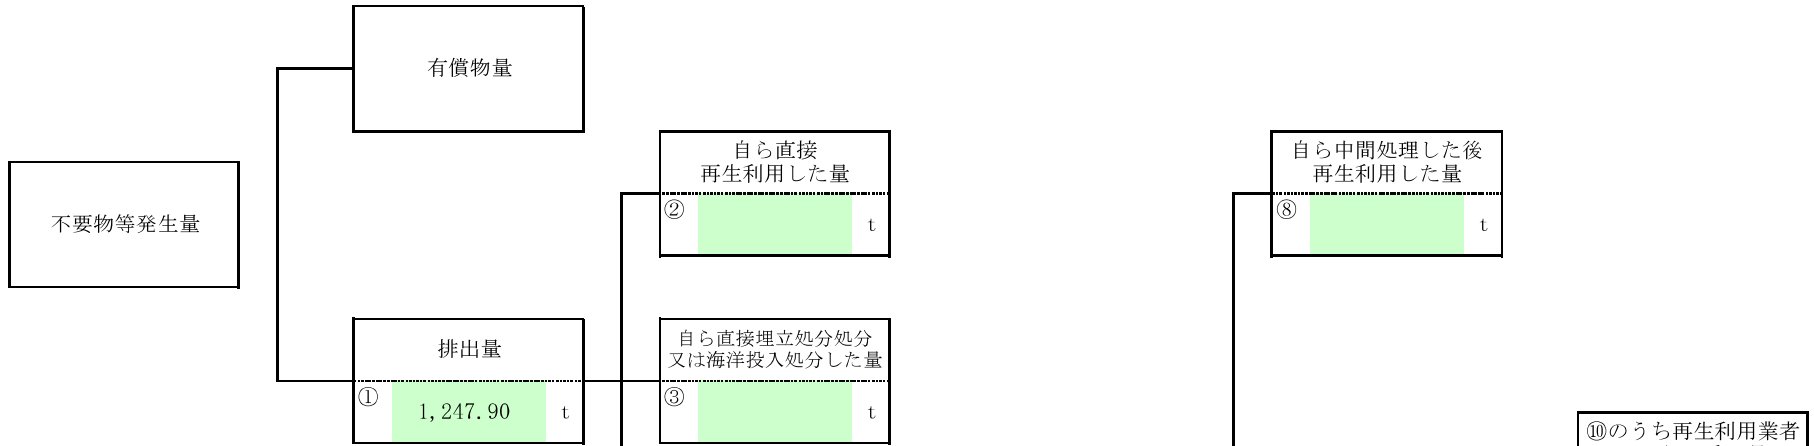 有償物量
自ら直接
再生利用した量
②
t
自ら中間処理した後
再生利用した量
⑧
t
不要物等発生量
排出量
①
1,247.90
t
自ら直接埋立処分処分
又は海洋投入処分した量
③
t
⑩のうち再生利用業者